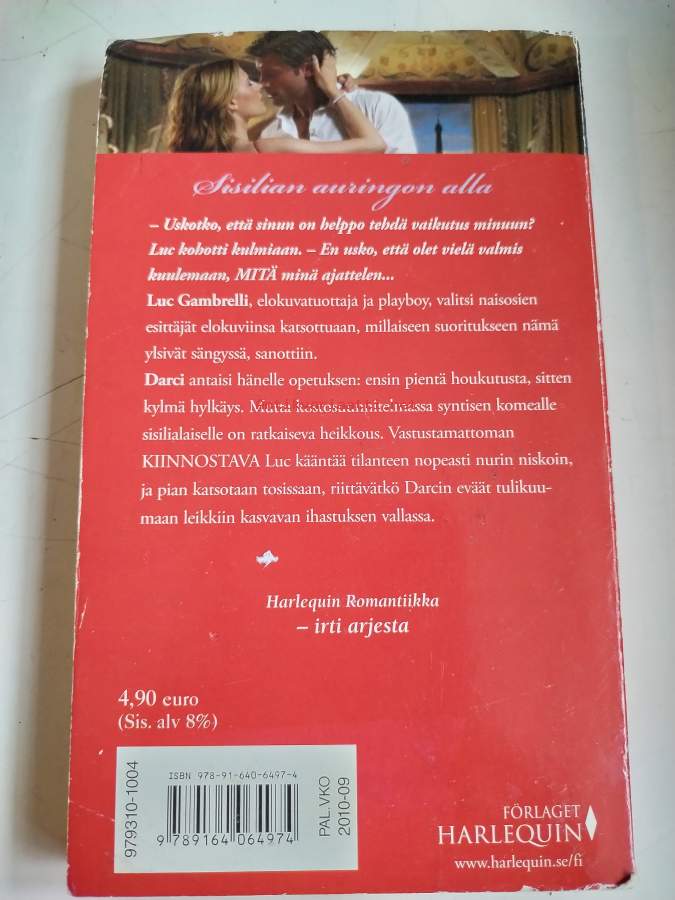 Sisilian auringon alla
– Uskotko, että sinun on helppo tehdä vaikutus minuun?
Luc kohotti kulmiaan. – En usko, että olet vielä valmis
kuulemaan, MITÄ minä ajattelen...
Luc Gambrelli, elokuvatuottaja ja playboy, valitsi naisosien
esittäjät elokuviinsa katsottuaan, millaiseen suoritukseen nämä
ylsivät sängyssä, sanottiin.
Darci antaisi hänelle opetuksen: ensin pientä houkutusta, sitten
kylmä hylkäys. Mutta kostosuunnitelmassa syntisen komealle
sisilialaiselle on ratkaiseva heikkous. Vastustamattoman
KIINNOSTAVA Luc kääntää tilanteen nopeasti nurin niskoin,
ja pian katsotaan tosissaan, riittävätkö Darcin eväät tulikuu-
maan leikkiin kasvavan ihastuksen vallassa.
Harlequin Romantiikka
– irti arjesta
4,90 euro
(Sis. alv 8%)
979310-1004
ISBN 978-91-640-6497-4
9 789164 064974
PAL.VKO
2010-09
FÖRLAGET
HARLEQUIN
www.harlequin.se/fi